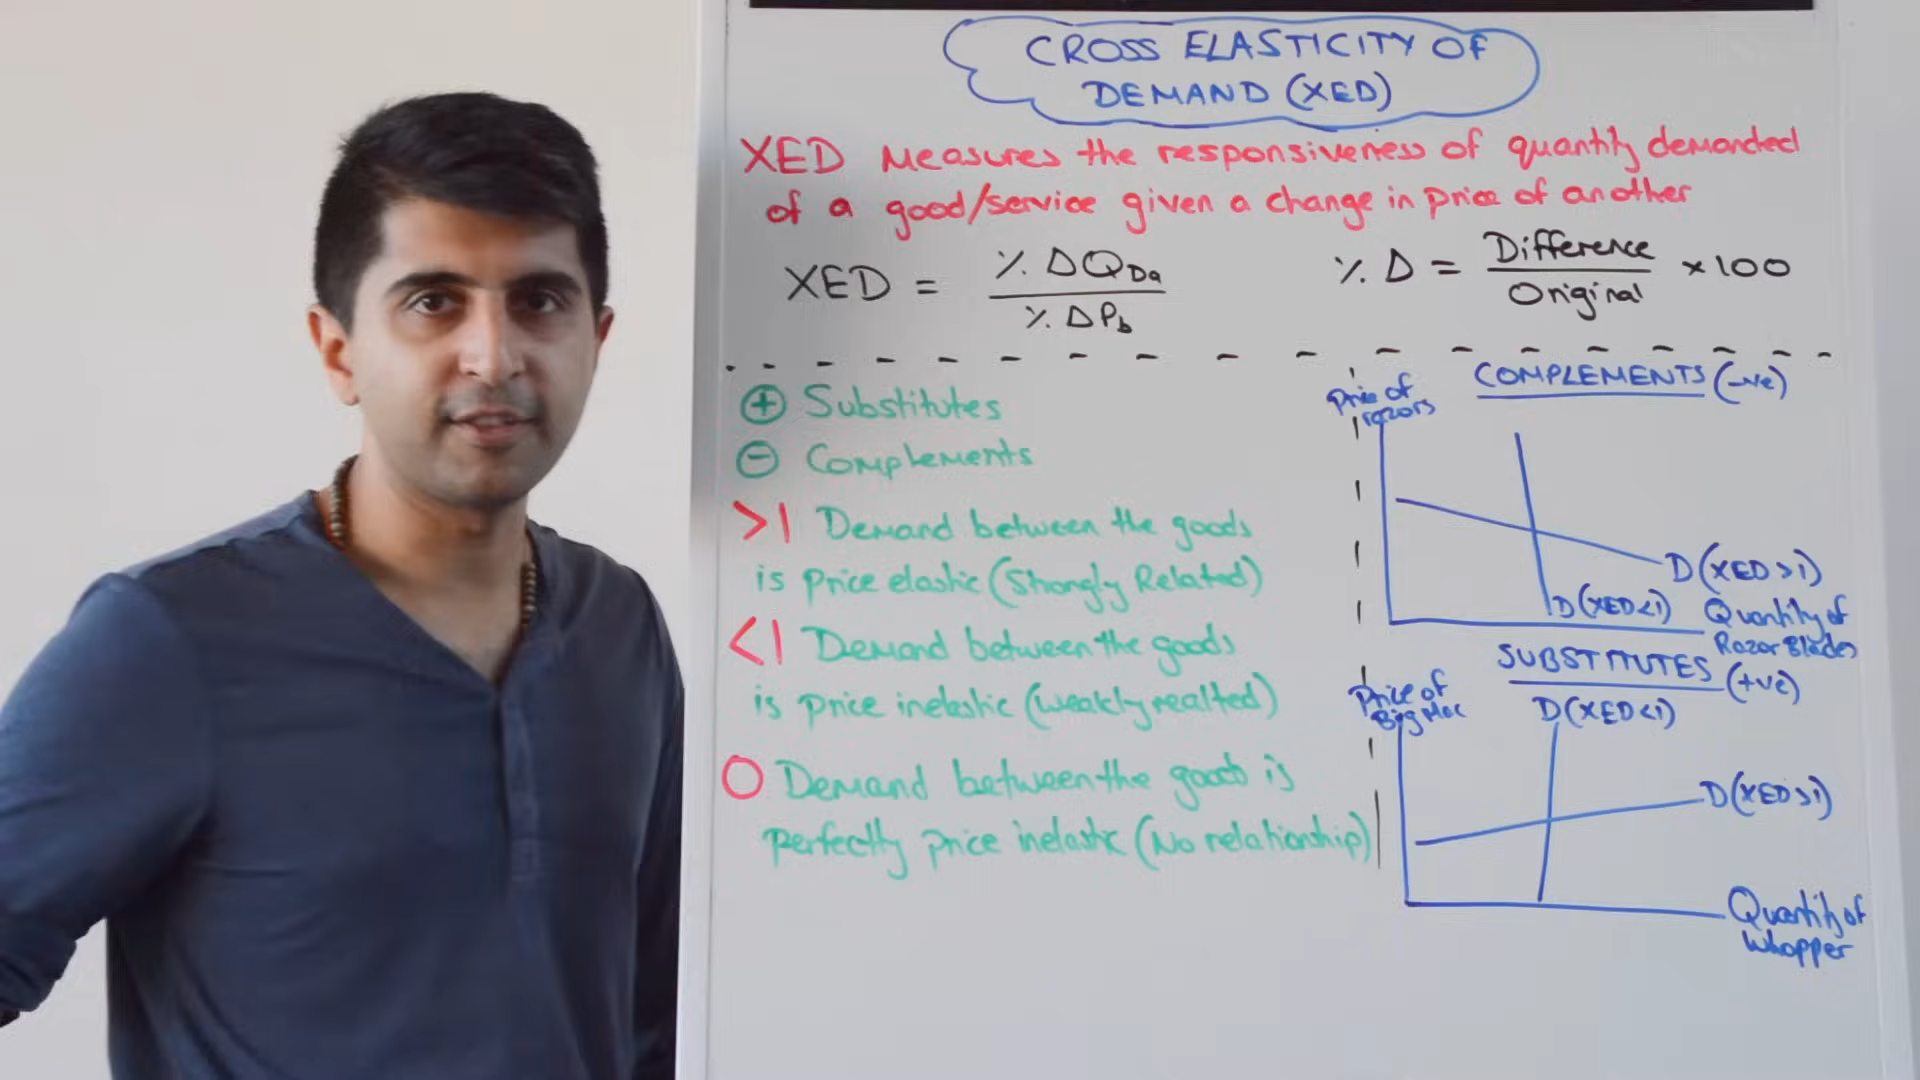 CROSS ELASTICITY OF
DEMAND (XED)
XED Measures the responsiveness of quantity demanded
of a good/service given a change in price of another
XED = % ΔQDa / % ΔPb
% Δ = Difference / Original × 100
+ Substitutes
- Complements
>1 Demand between the goods
is price elastic (Strongly Related)
<1 Demand between the goods
is price inelastic (weakly realted)
O Demand between the goods is
perfectly price inelastic (No relationship)
COMPLEMENTS (-ve)
Price of
razors
D (XED>1)
D (XED<1)
Quantity of
Razor Blades
SUBSTITUTES (+ve)
Price of
Big Mac
D (XED<1)
D (XED>1)
Quantity of
Whopper